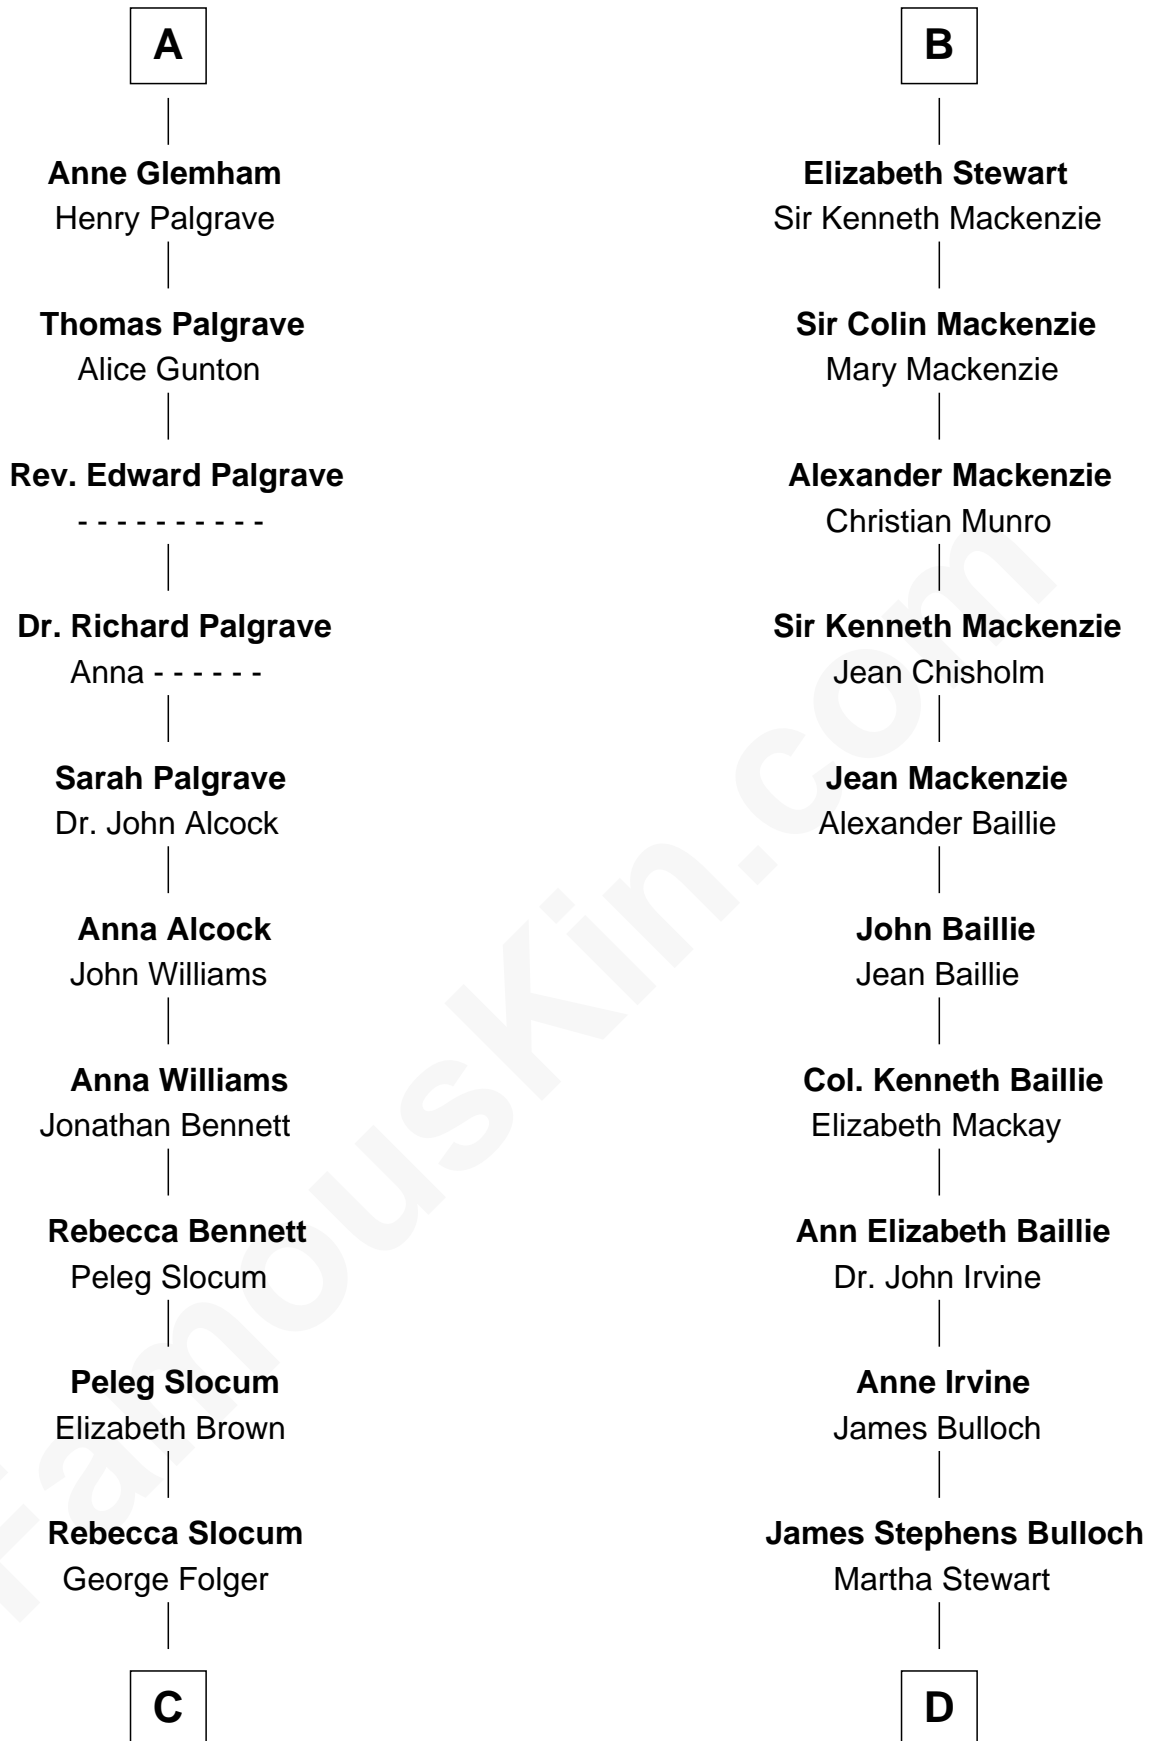 A
Anne Glemham
Henry Palgrave
Thomas Palgrave
Alice Gunton
Rev. Edward Palgrave
- - - - - - - - - -
Dr. Richard Palgrave
Anna - - - - - -
Sarah Palgrave
Dr. John Alcock
Anna Alcock
John Williams
Anna Williams
Jonathan Bennett
Rebecca Bennett
Peleg Slocum
Peleg Slocum
Elizabeth Brown
Rebecca Slocum
George Folger
C
B
Elizabeth Stewart
Sir Kenneth Mackenzie
Sir Colin Mackenzie
Mary Mackenzie
Alexander Mackenzie
Christian Munro
Sir Kenneth Mackenzie
Jean Chisholm
Jean Mackenzie
Alexander Baillie
John Baillie
Jean Baillie
Col. Kenneth Baillie
Elizabeth Mackay
Ann Elizabeth Baillie
Dr. John Irvine
Anne Irvine
James Bulloch
James Stephens Bulloch
Martha Stewart
D
FamousKin.com